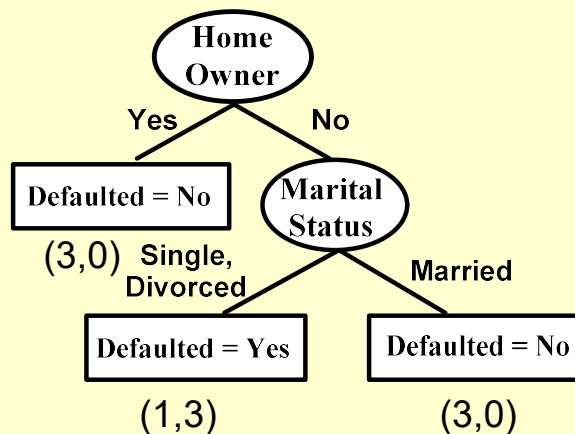 Home
Owner
Yes
No
Defaulted = No
Marital
Status
(3,0)
Single,
Divorced
Married
Defaulted = Yes
Defaulted = No
(1,3)
(3,0)